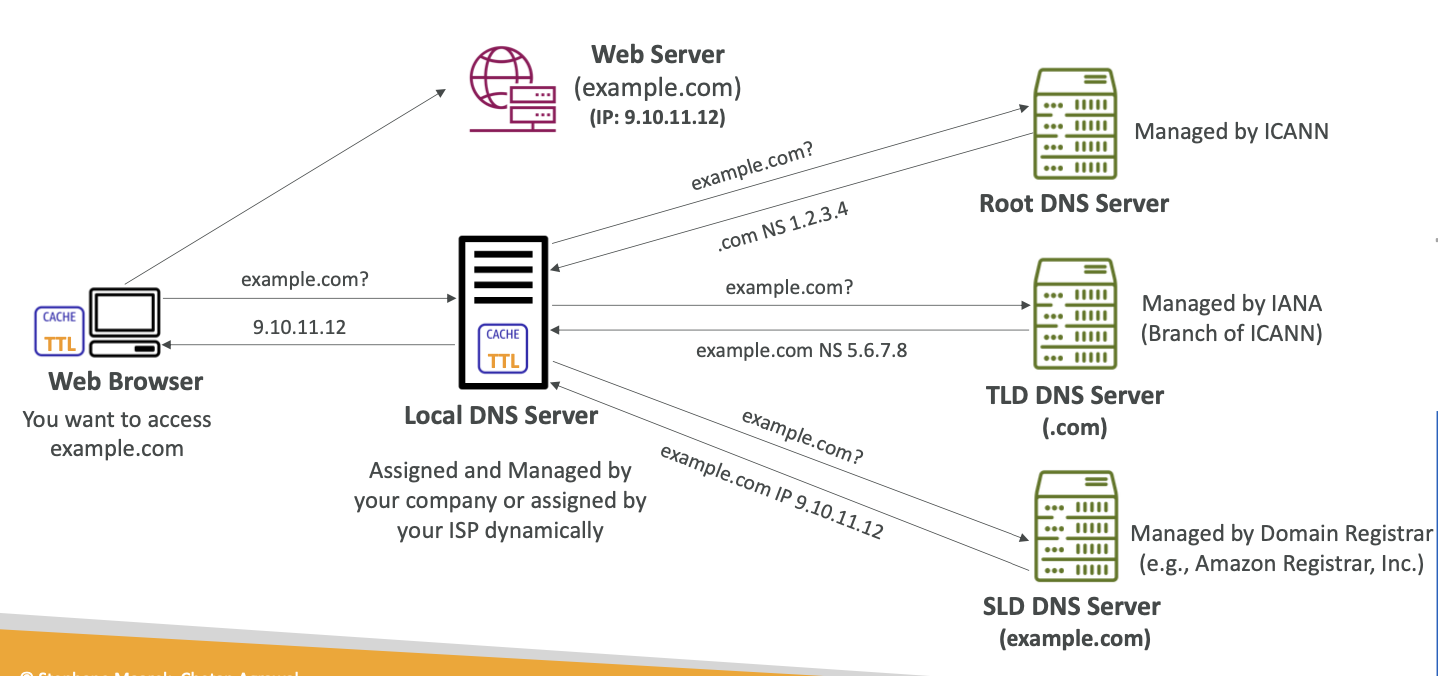 Web Server
(example.com)
(IP: 9.10.11.12)
Managed by ICANN
Root DNS Server
example.com?
.com NS 1.2.3.4
example.com?
9.10.11.12
CACHE
TTL
Web Browser
You want to access
example.com
CACHE
TTL
Local DNS Server
Assigned and Managed by
your company or assigned by
your ISP dynamically
example.com?
example.com NS 5.6.7.8
Managed by IANA
(Branch of ICANN)
TLD DNS Server
(.com)
example.com?
example.com IP 9.10.11.12
Managed by Domain Registrar
(e.g., Amazon Registrar, Inc.)
SLD DNS Server
(example.com)